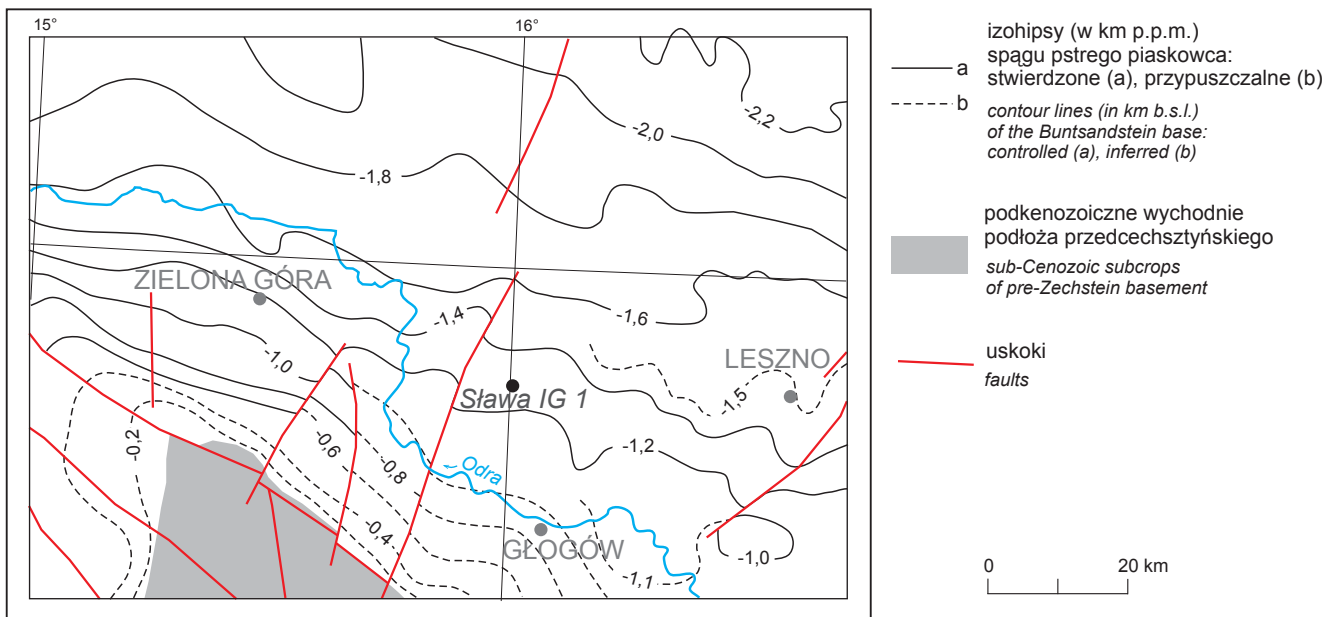 15°
16°
-2,2
-2,0
-1,8
ZIELONA GÓRA
-1,4
-1,6
-1,0
LESZNO
Sława IG 1
-1,5
-0,2
-0,6
-1,2
-0,8
Odra
-0,4
GŁOGÓW
-1,0
-1,1
a
b
izohipsy (w km p.p.m.)
spągu pstrego piaskowca:
stwierdzone (a), przypuszczalne (b)
contour lines (in km b.s.l.)
of the Buntsandstein base:
controlled (a), inferred (b)
podkenozoiczne wychodnie
podłoża przedcechsztyńskiego
sub-Cenozoic subcrops
of pre-Zechstein basement
uskoki
faults
0 20 km